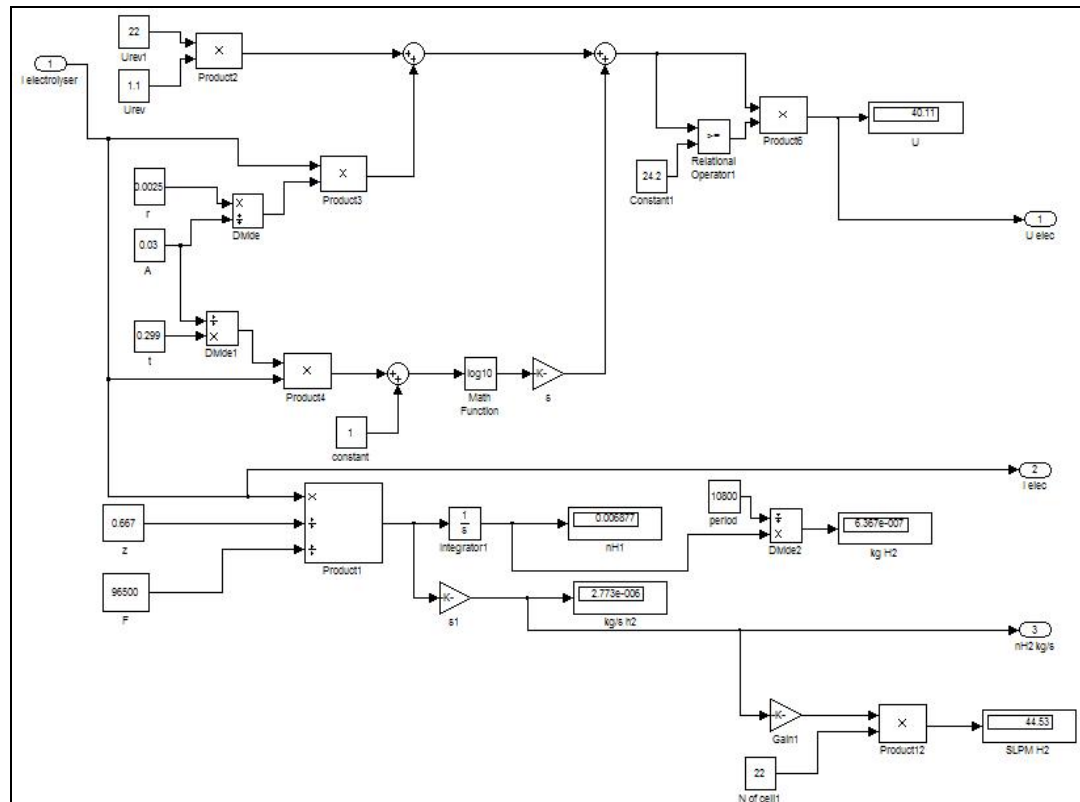 22
Urev1
1
I electrolyser
1.1
Urev
×
Product2
++
++
×
Product6
40.11
U
>=
Relational
Operator1
24.2
Constant1
1
U elec
×
Product3
0.0025
r
×
÷
Divide
0.03
A
÷
×
Divide1
0.299
t
×
Product4
++
log10
Math
Function
-K-
s
1
constant
2
I elec
×
÷
÷
Product1
0.667
z
96500
F
1
s
Integrator1
0.006877
nH1
10800
period
÷
×
Divide2
6.367e-007
kg H2
-K-
s1
2.773e-006
kg/s h2
3
nH2 kg/s
-K-
Gain1
×
Product12
44.53
SLPM H2
22
N of cell1